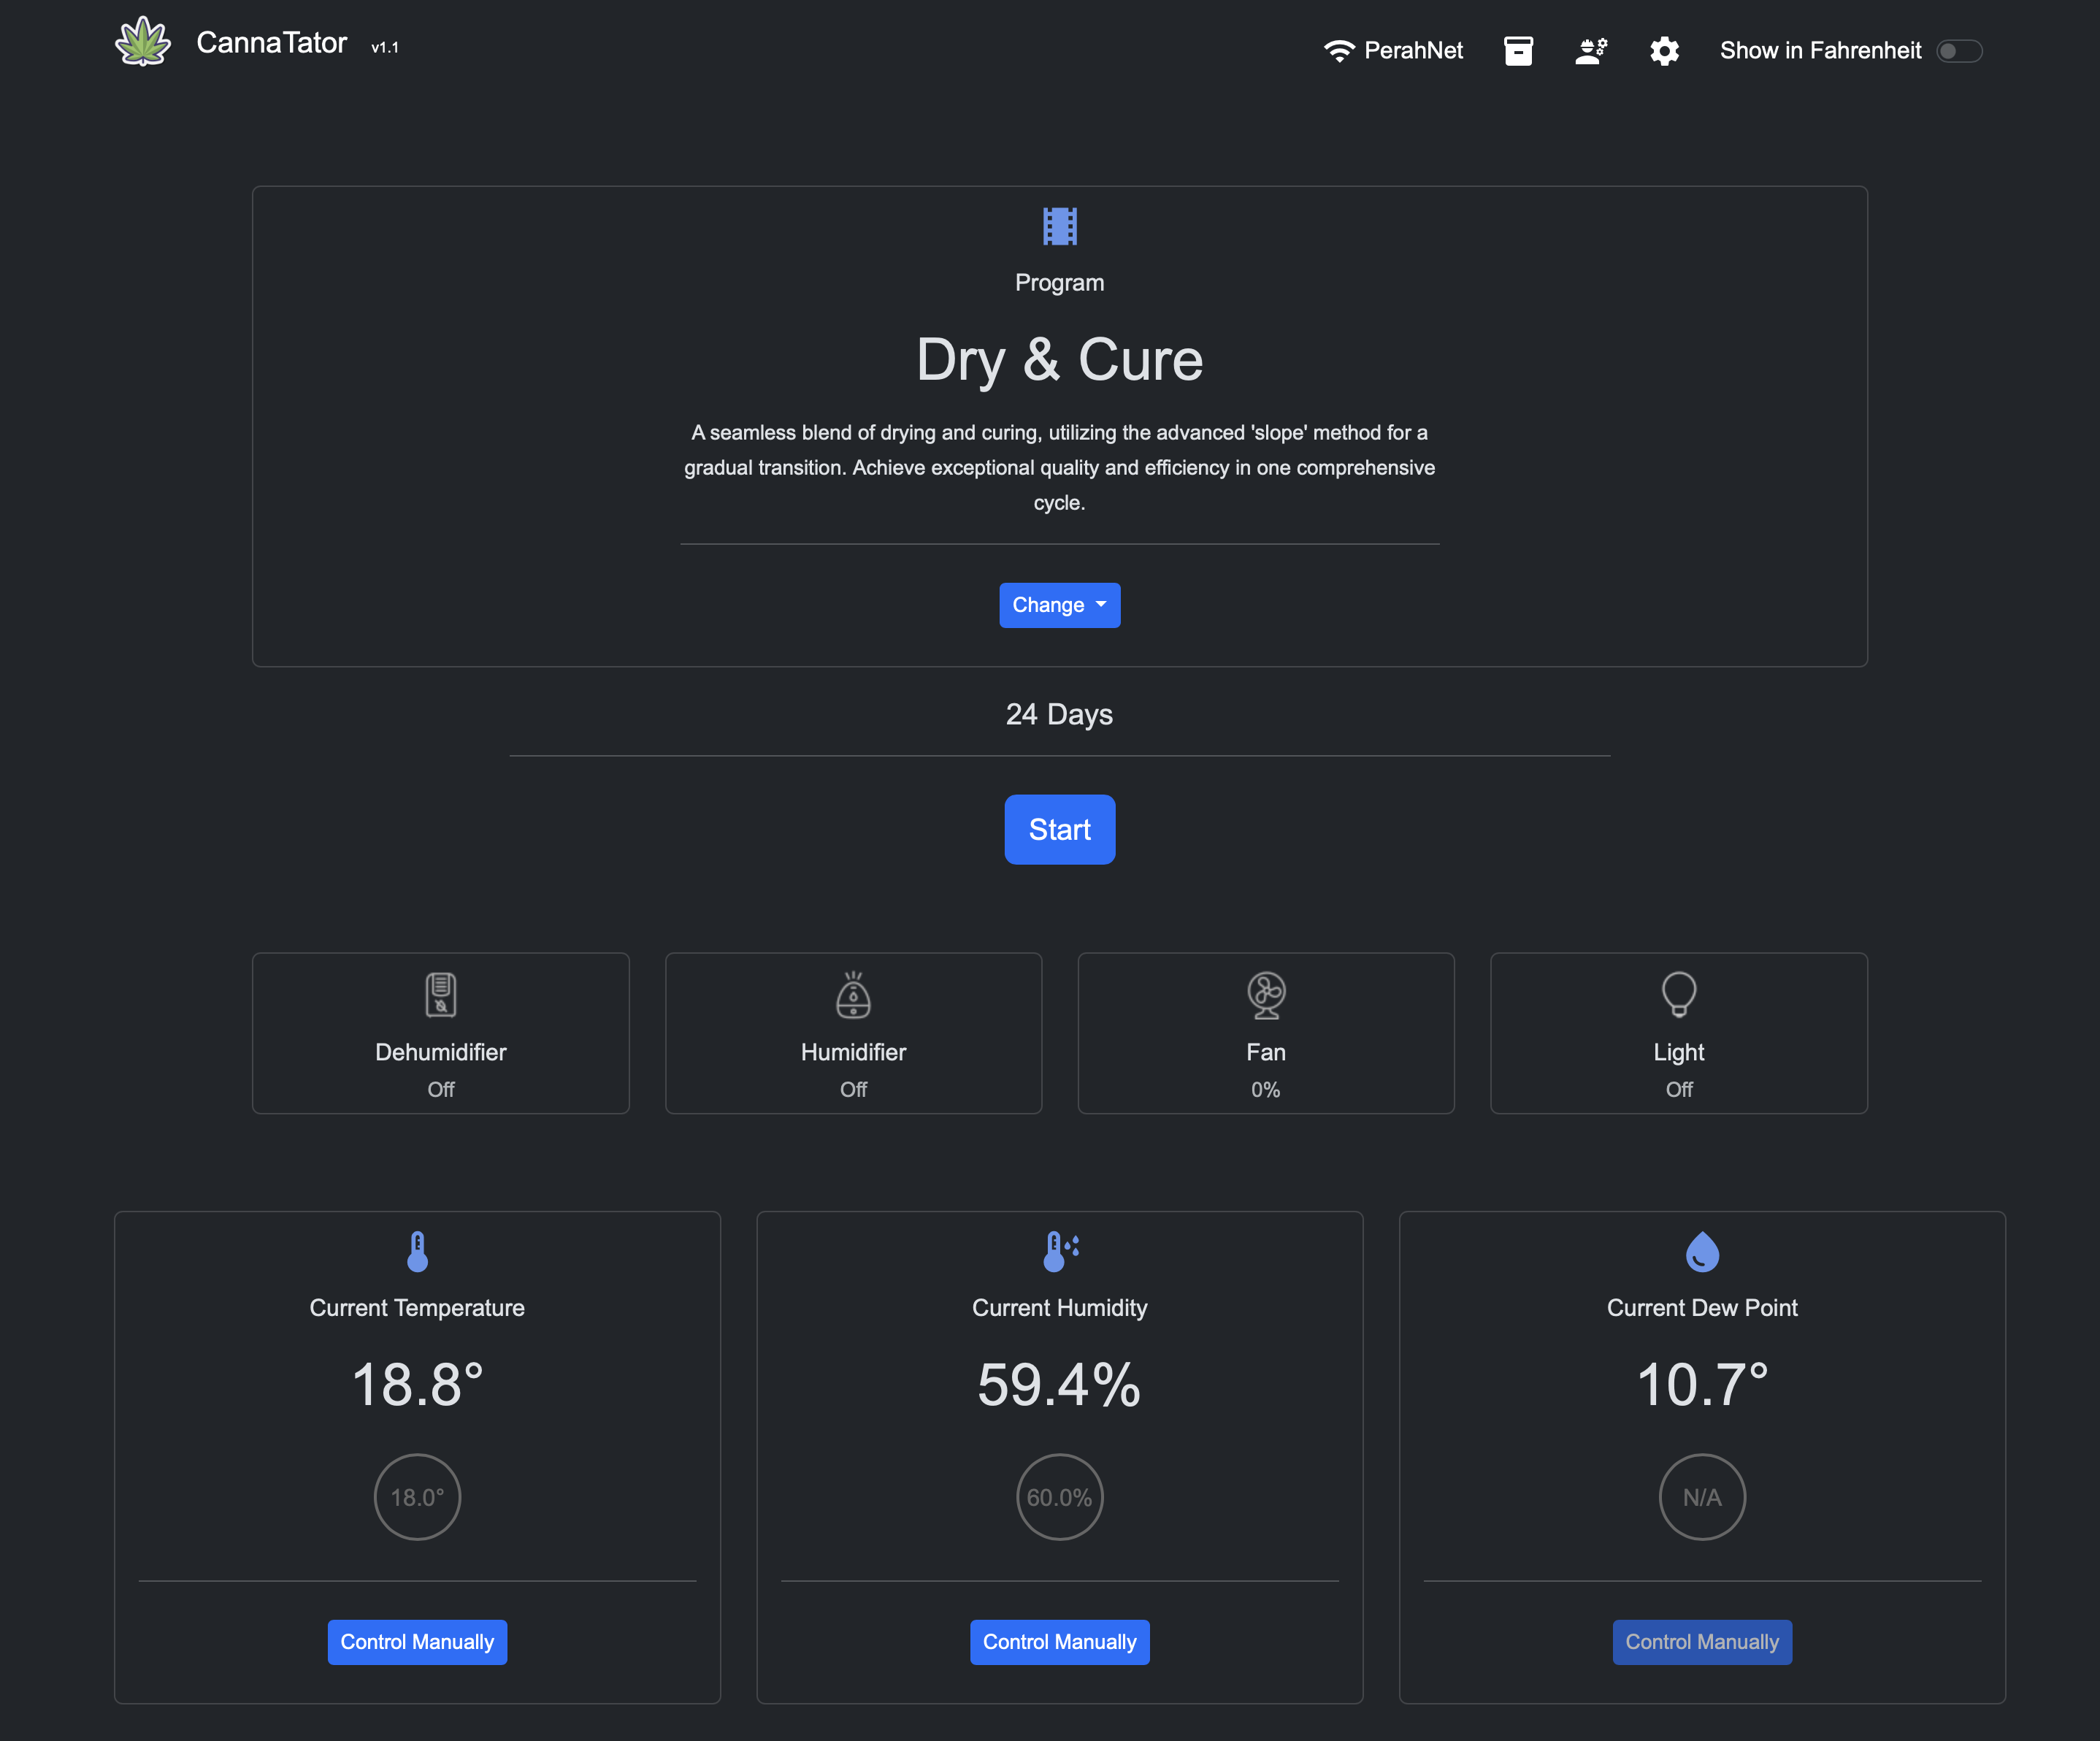 CannaTator v1.1
PerahNet
Show in Fahrenheit
Program
Dry & Cure
A seamless blend of drying and curing, utilizing the advanced 'slope' method for a
gradual transition. Achieve exceptional quality and efficiency in one comprehensive
cycle.
Change
24 Days
Start
Dehumidifier
Off
Humidifier
Off
Fan
0%
Light
Off
Current Temperature
18.8°
18.0°
Control Manually
Current Humidity
59.4%
60.0%
Control Manually
Current Dew Point
10.7°
N/A
Control Manually